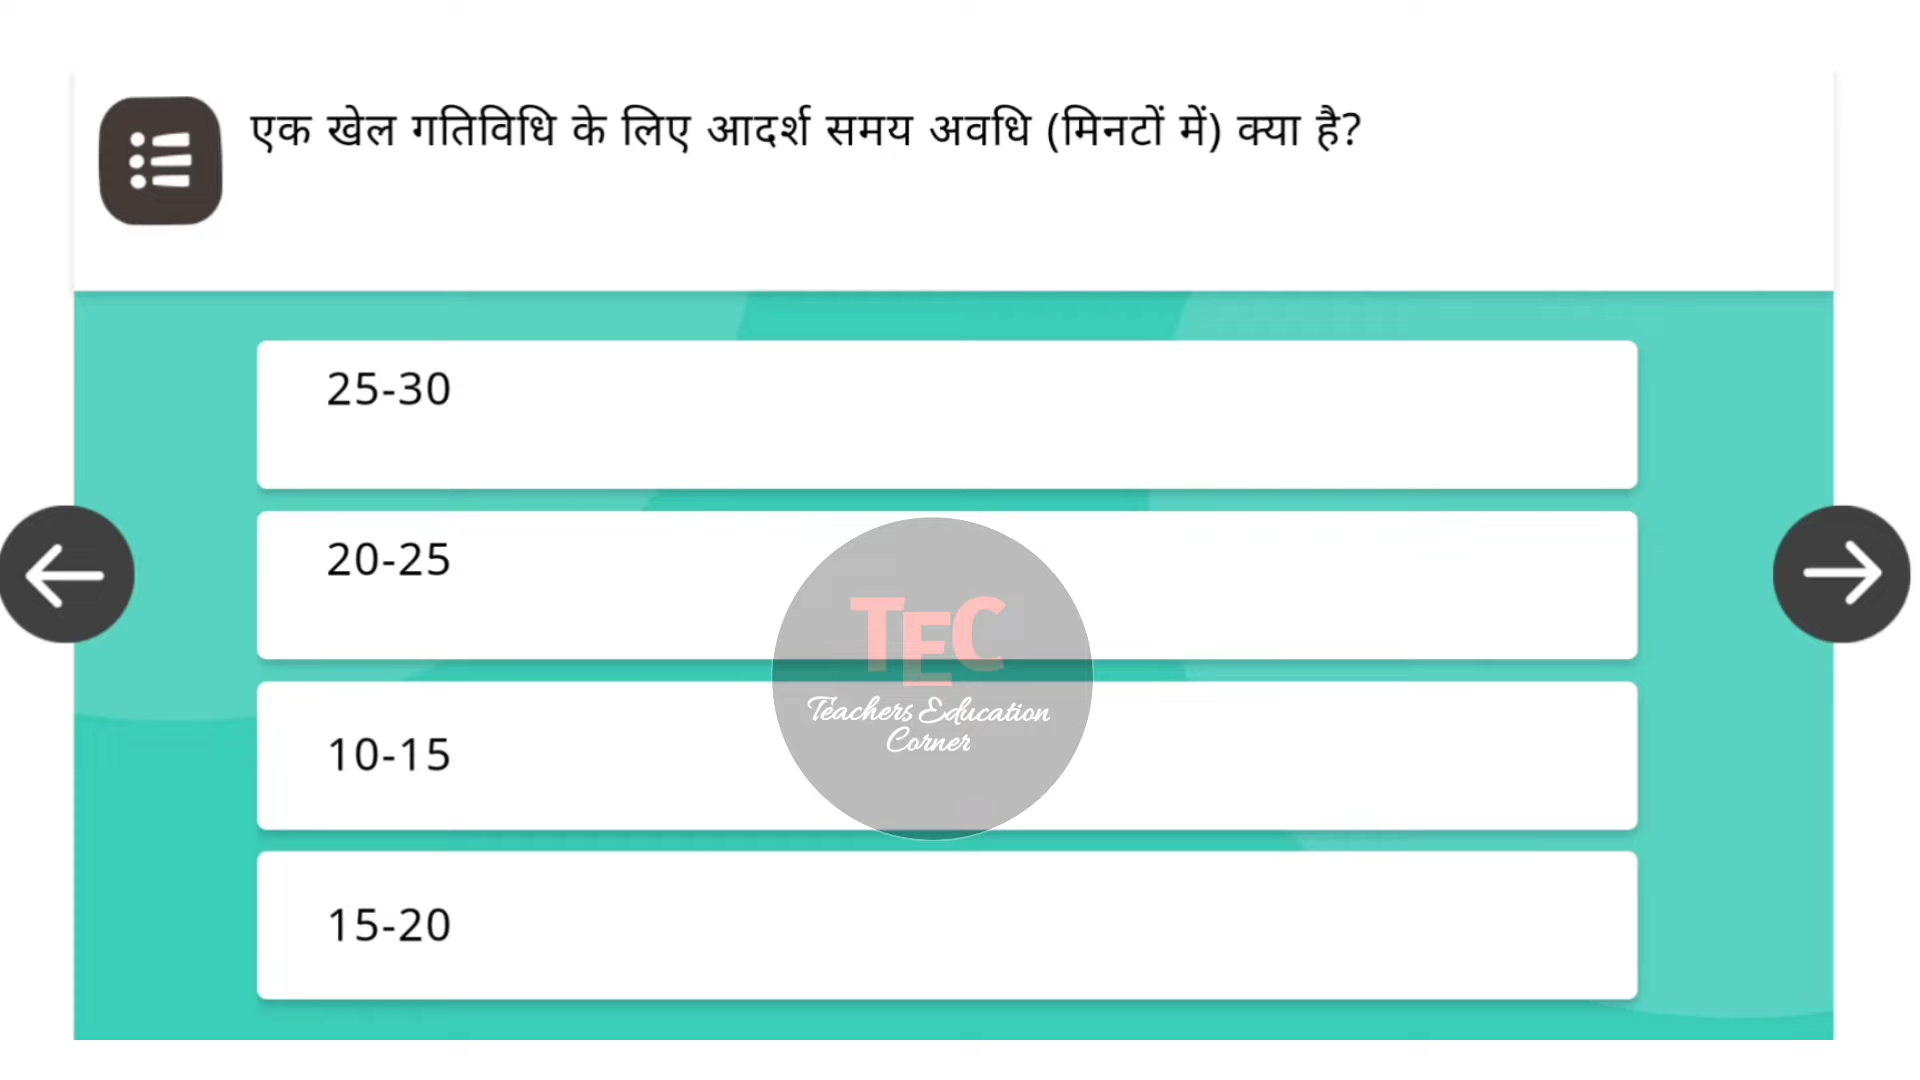 एक खेल गतिविधि के लिए आदर्श समय अवधि (मिनटों में) क्या है?
25-30
20-25
TEC
Teachers Education
Corner
10-15
15-20